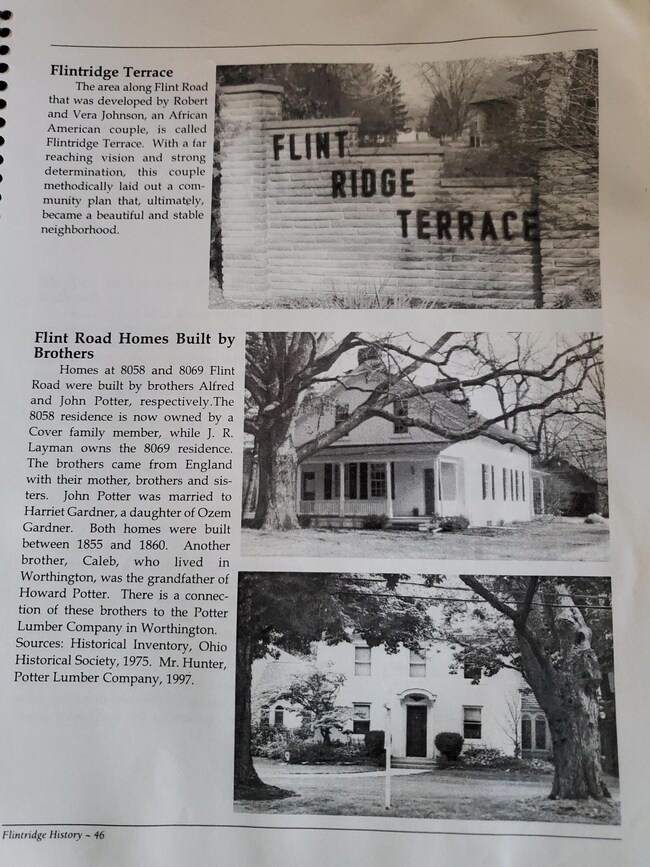 Flintridge Terrace
The area along Flint Road
that was developed by Robert
and Vera Johnson, an African
American couple, is called
Flintridge Terrace. With a far
reaching vision and strong
determination, this couple
methodically laid out a com-
munity plan that, ultimately,
became a beautiful and stable
neighborhood.
FLINT
RIDGE
TERRACE
Flint Road Homes Built by
Brothers
Homes at 8058 and 8069 Flint
Road were built by brothers Alfred
and John Potter, respectively.The
8058 residence is now owned by a
Cover family member, while J. R.
Layman owns the 8069 residence.
The brothers came from England
with their mother, brothers and sis-
ters. John Potter was married to
Harriet Gardner, a daughter of Ozem
Gardner. Both homes were built
between 1855 and 1860. Another
brother, Caleb, who lived in
Worthington, was the grandfather of
Howard Potter. There is a connec-
tion of these brothers to the Potter
Lumber Company in Worthington.
Sources: Historical Inventory, Ohio
Historical Society, 1975. Mr. Hunter,
Potter Lumber Company, 1997.
Flintridge History ~ 46